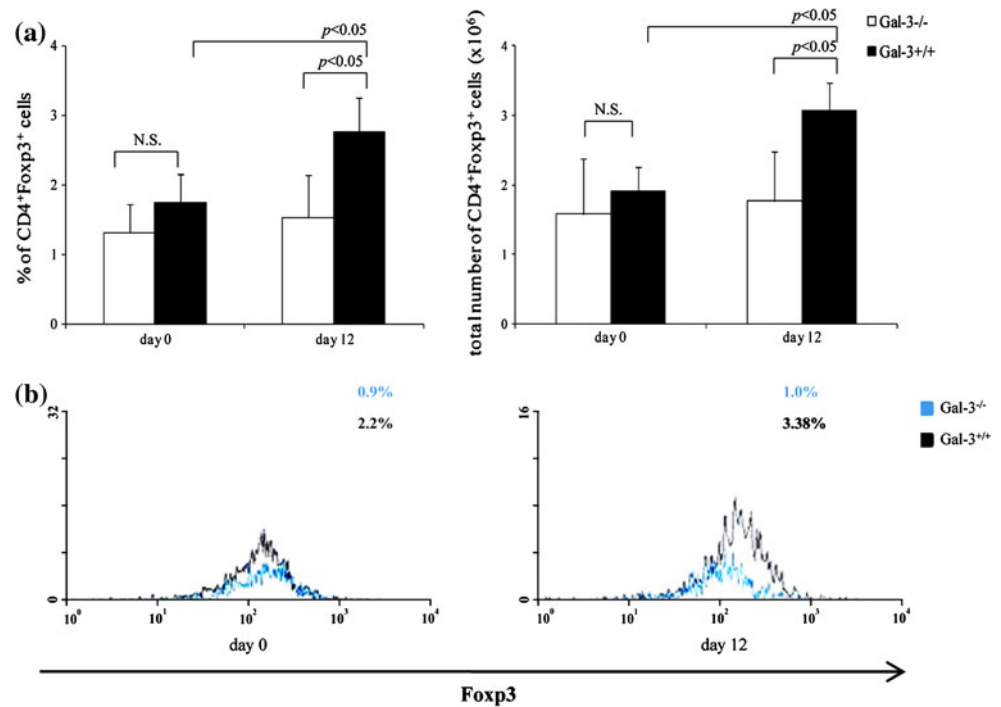 (a)
% of CD4⁺Foxp3⁺ cells
4
3
2
1
0
N.S.
p<0.05
p<0.05
day 0
day 12
total number of CD4⁺Foxp3⁺ cells (x10⁶)
4
3
2
1
0
N.S.
p<0.05
p<0.05
day 0
day 12
Gal-3-/-
Gal-3+/+
(b)
32
0
0.9%
2.2%
10⁰ 10¹ 10² 10³ 10⁴
day 0
16
0
1.0%
3.38%
10⁰ 10¹ 10² 10³ 10⁴
day 12
Gal-3⁻/⁻
Gal-3⁺/⁺
Foxp3